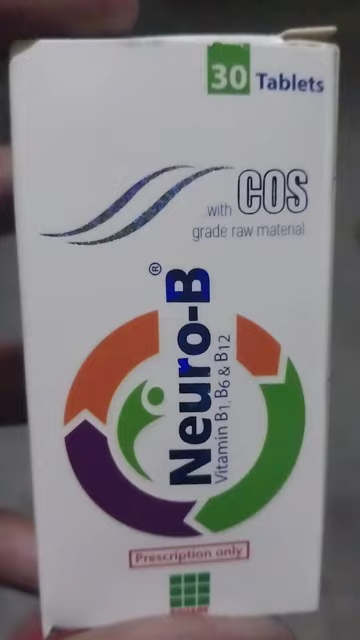 30 Tablets
with COS
grade raw material
Neuro-B®
Vitamin B1, B6 & B12
Prescription only